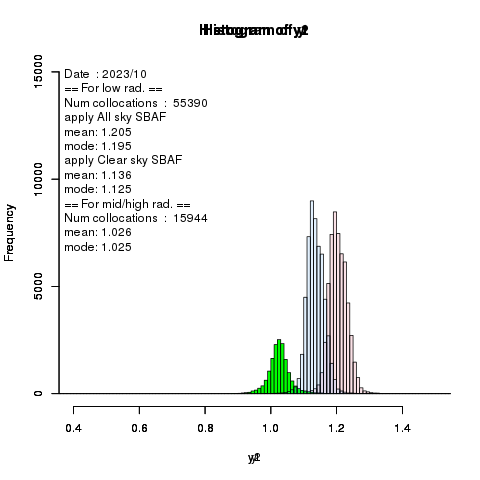 Histogram of y2
Date : 2023/10
== For low rad. ==
Num collocations : 55390
apply All sky SBAF
mean: 1.205
mode: 1.195
apply Clear sky SBAF
mean: 1.136
mode: 1.125
== For mid/high rad. ==
Num collocations : 15944
mean: 1.026
mode: 1.025
15000
10000
5000
0
Frequency
0.4 0.6 0.8 1.0 1.2 1.4
y2